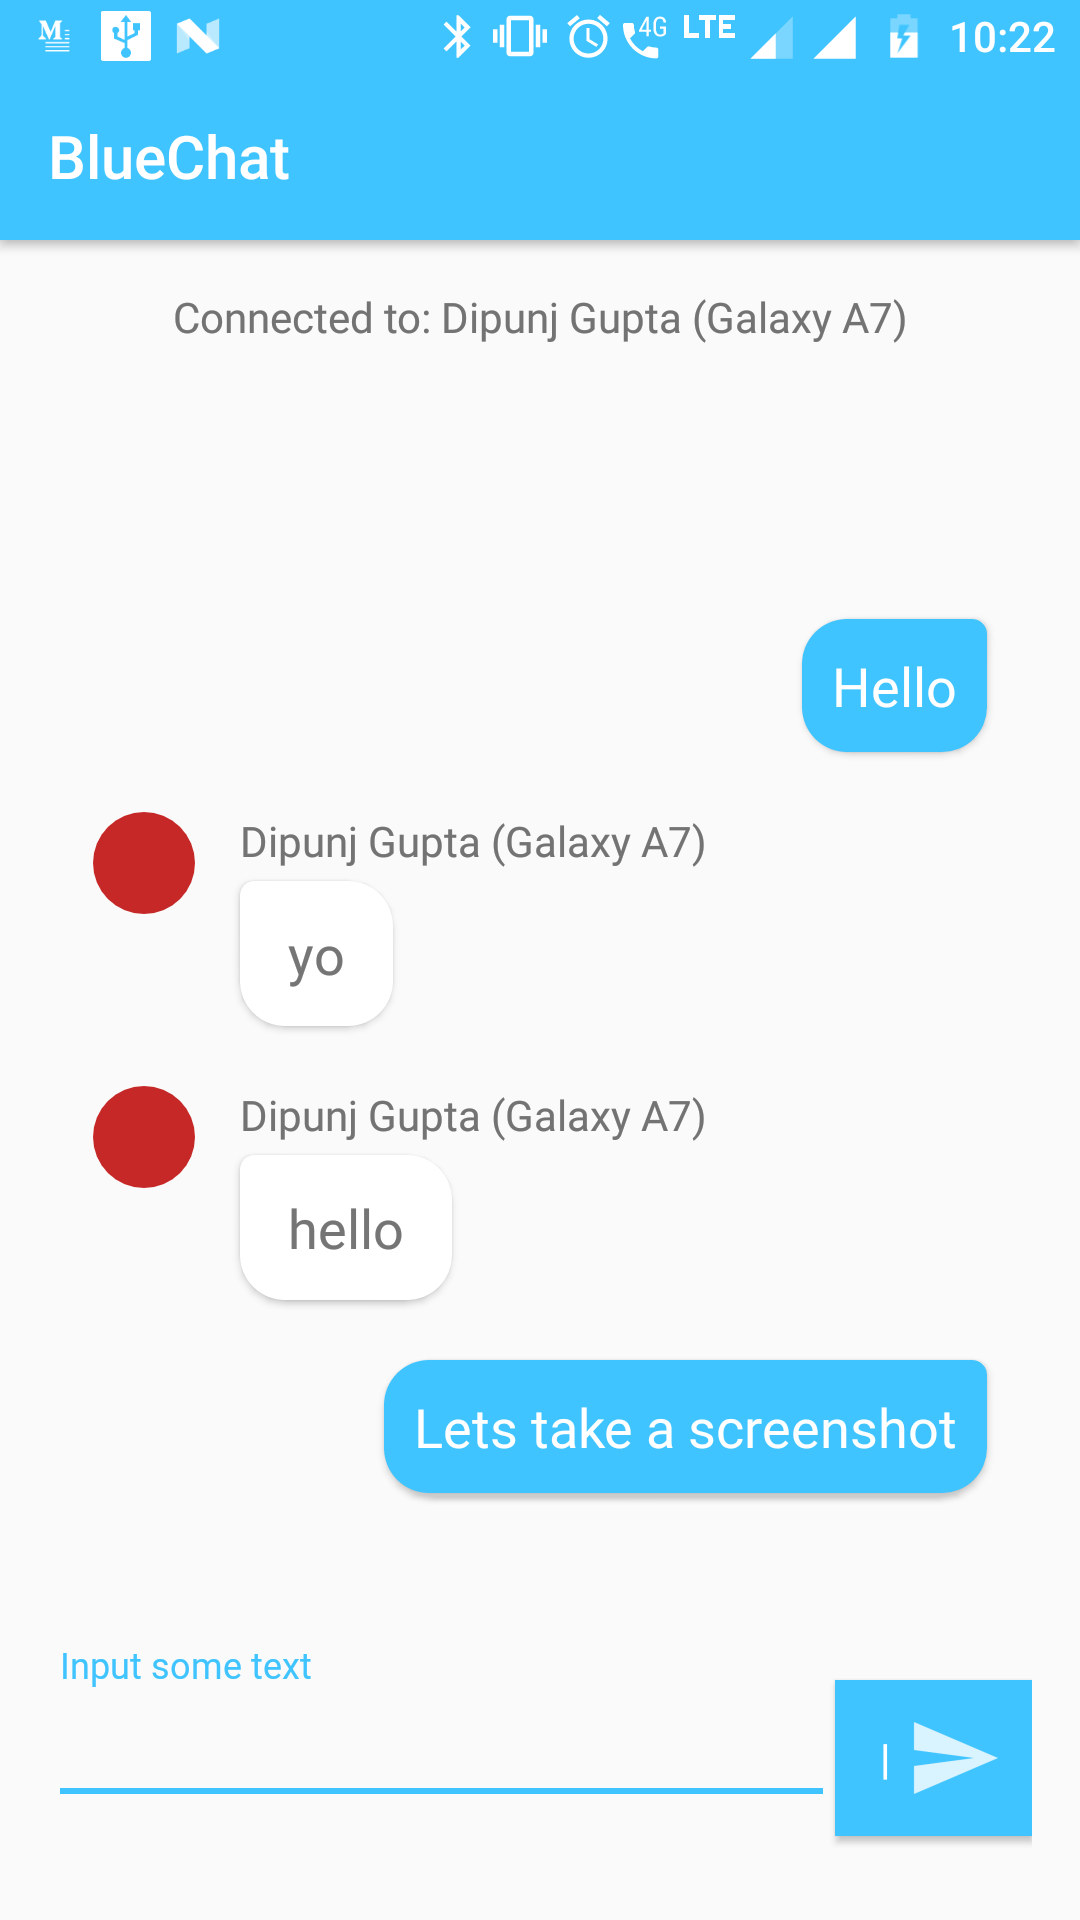 M 4G LTE 10:22
BlueChat
Connected to: Dipunj Gupta (Galaxy A7)
Hello
Dipunj Gupta (Galaxy A7)
yo
Dipunj Gupta (Galaxy A7)
hello
Lets take a screenshot
Input some text